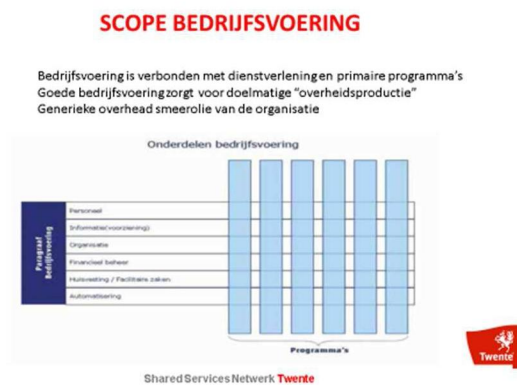 SCOPE BEDRIJFSVOERING
Bedrijfsvoering is verbonden met dienstverlening en primaire programma's
Goede bedrijfsvoering zorgt voor doelmatige "overheidsproductie"
Generieke overhead smeerolie van de organisatie
Onderdelen bedrijfsvoering
Paragraaf
Bedrijfsvoering
Personeel
Informatie(voorziening)
Organisatie
Financieel beheer
Huisvesting / Facilitaire zaken
Automatisering
Programma's
Twente
Shared Services Netwerk Twente